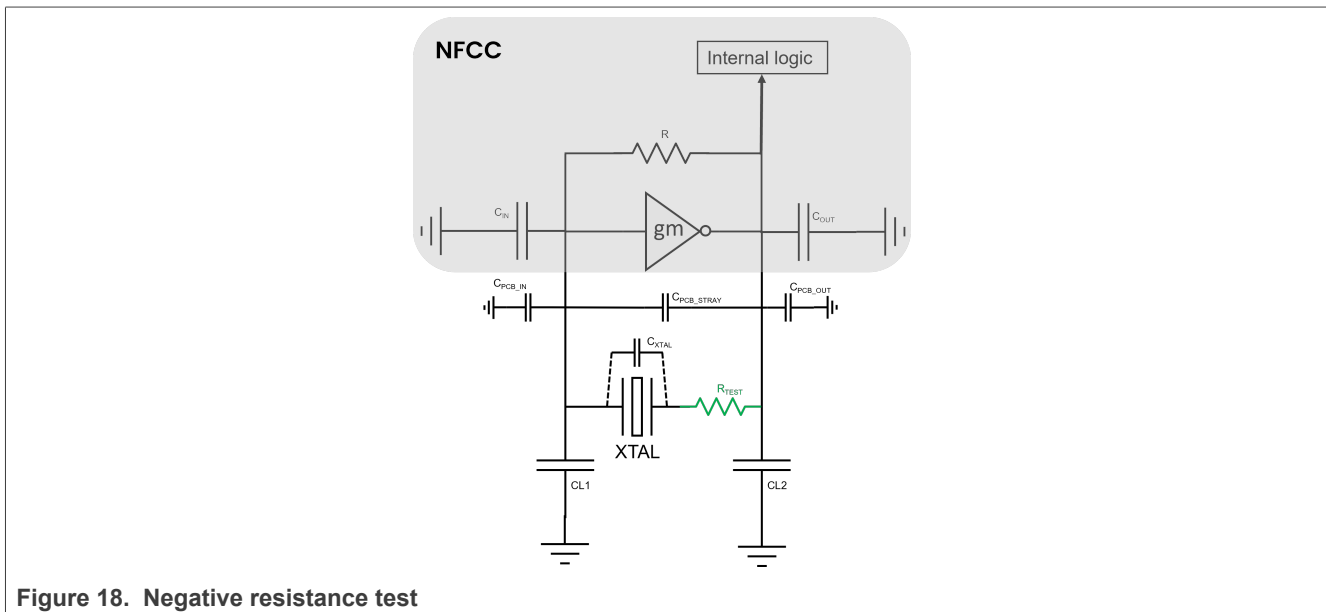 NFCC
Internal logic
R
C_IN
gm
C_OUT
C_PCB_IN
C_PCB_STRAY
C_PCB_OUT
C_XTAL
R_TEST
XTAL
CL1
CL2
Figure 18. Negative resistance test